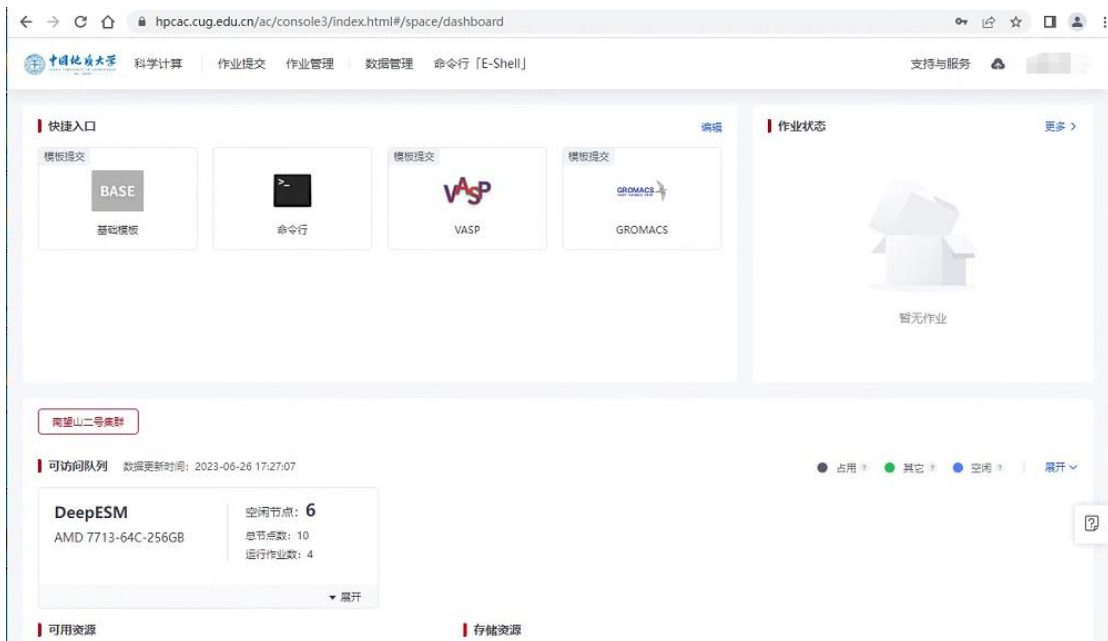 hpcac.cug.edu.cn/ac/console3/index.html#/space/dashboard
中国地质大学 科学计算 作业提交 作业管理 数据管理 命令行「E-Shell」 支持与服务
快捷入口 编辑
模板提交 模板提交 模板提交
BASE >_ VASP GROMACS
基础模板 命令行 VASP GROMACS
作业状态 更多 >
暂无作业
南望山二号集群
可访问队列 数据更新时间：2023-06-26 17:27:07 占用 ? 其它 ? 空闲 ? 展开
DeepESM 空闲节点：6
AMD 7713-64C-256GB 总节点数：10
运行作业数：4
展开
可用资源 存储资源